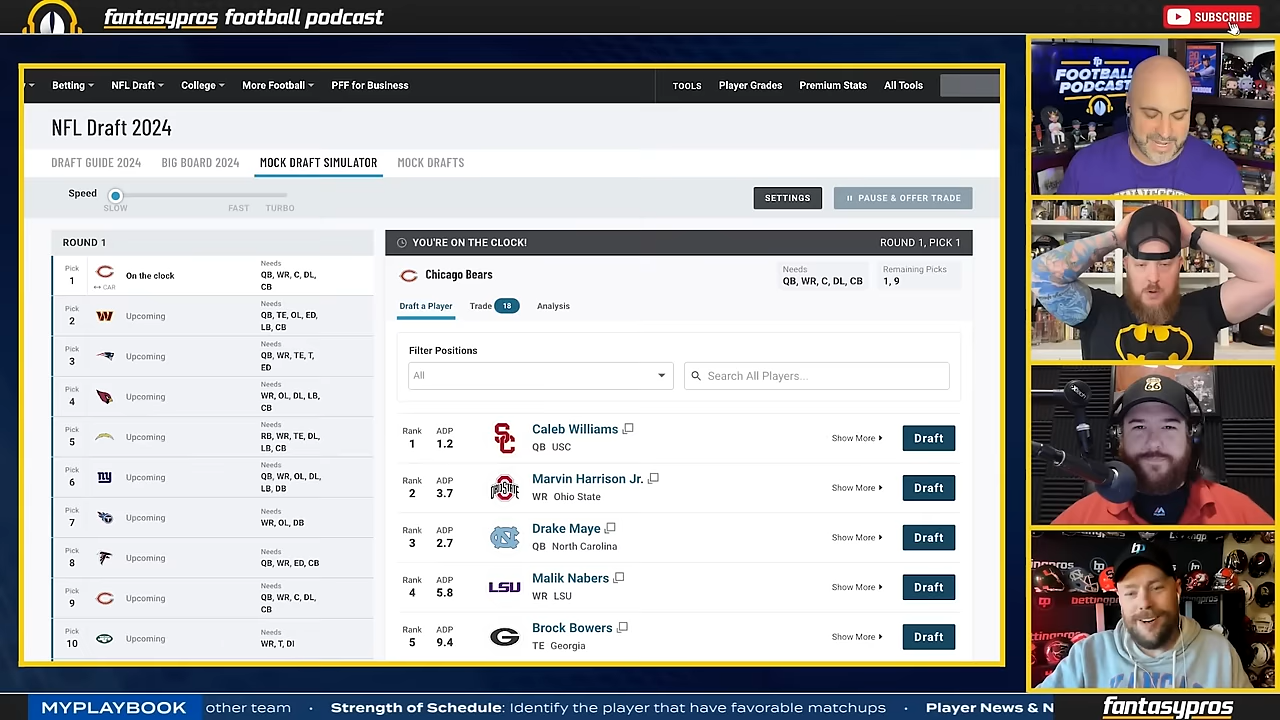 fantasypros football podcast
SUBSCRIBE
Betting
NFL Draft
College
More Football
PFF for Business
TOOLS
Player Grades
Premium Stats
All Tools
NFL Draft 2024
DRAFT GUIDE 2024
BIG BOARD 2024
MOCK DRAFT SIMULATOR
MOCK DRAFTS
Speed
SLOW
FAST
TURBO
SETTINGS
PAUSE & OFFER TRADE
ROUND 1
Pick
1
CAR
On the clock
Needs
QB, WR, C, DL,
CB
Pick
2
Upcoming
Needs
QB, TE, OL, ED,
LB, CB
Pick
3
Upcoming
Needs
QB, WR, TE, T,
ED
Pick
4
Upcoming
Needs
WR, OL, DL, LB,
CB
Pick
5
Upcoming
Needs
RB, WR, TE, DL,
LB, CB
Pick
6
Upcoming
Needs
QB, WR, OL, DL,
LB, DB
Pick
7
Upcoming
Needs
WR, OL, DB
Pick
8
Upcoming
Needs
QB, WR, ED, CB
Pick
9
Upcoming
Needs
QB, WR, C, DL,
CB
Pick
10
Upcoming
Needs
WR, T, DI
YOU'RE ON THE CLOCK!
ROUND 1, PICK 1
Chicago Bears
Needs
QB, WR, C, DL, CB
Remaining Picks
1, 9
Draft a Player
Trade 18
Analysis
Filter Positions
All
Search All Players...
Rank
1
ADP
1.2
Caleb Williams
QB USC
Show More
Draft
Rank
2
ADP
3.7
Marvin Harrison Jr.
WR Ohio State
Show More
Draft
Rank
3
ADP
2.7
Drake Maye
QB North Carolina
Show More
Draft
Rank
4
ADP
5.8
LSU
Malik Nabers
WR LSU
Show More
Draft
Rank
5
ADP
9.4
Brock Bowers
TE Georgia
Show More
Draft
FOOTBALL
PODCAST
66
bp
MYPLAYBOOK
other team · Strength of Schedule: Identify the player that have favorable matchups · Player News & N
fantasypros